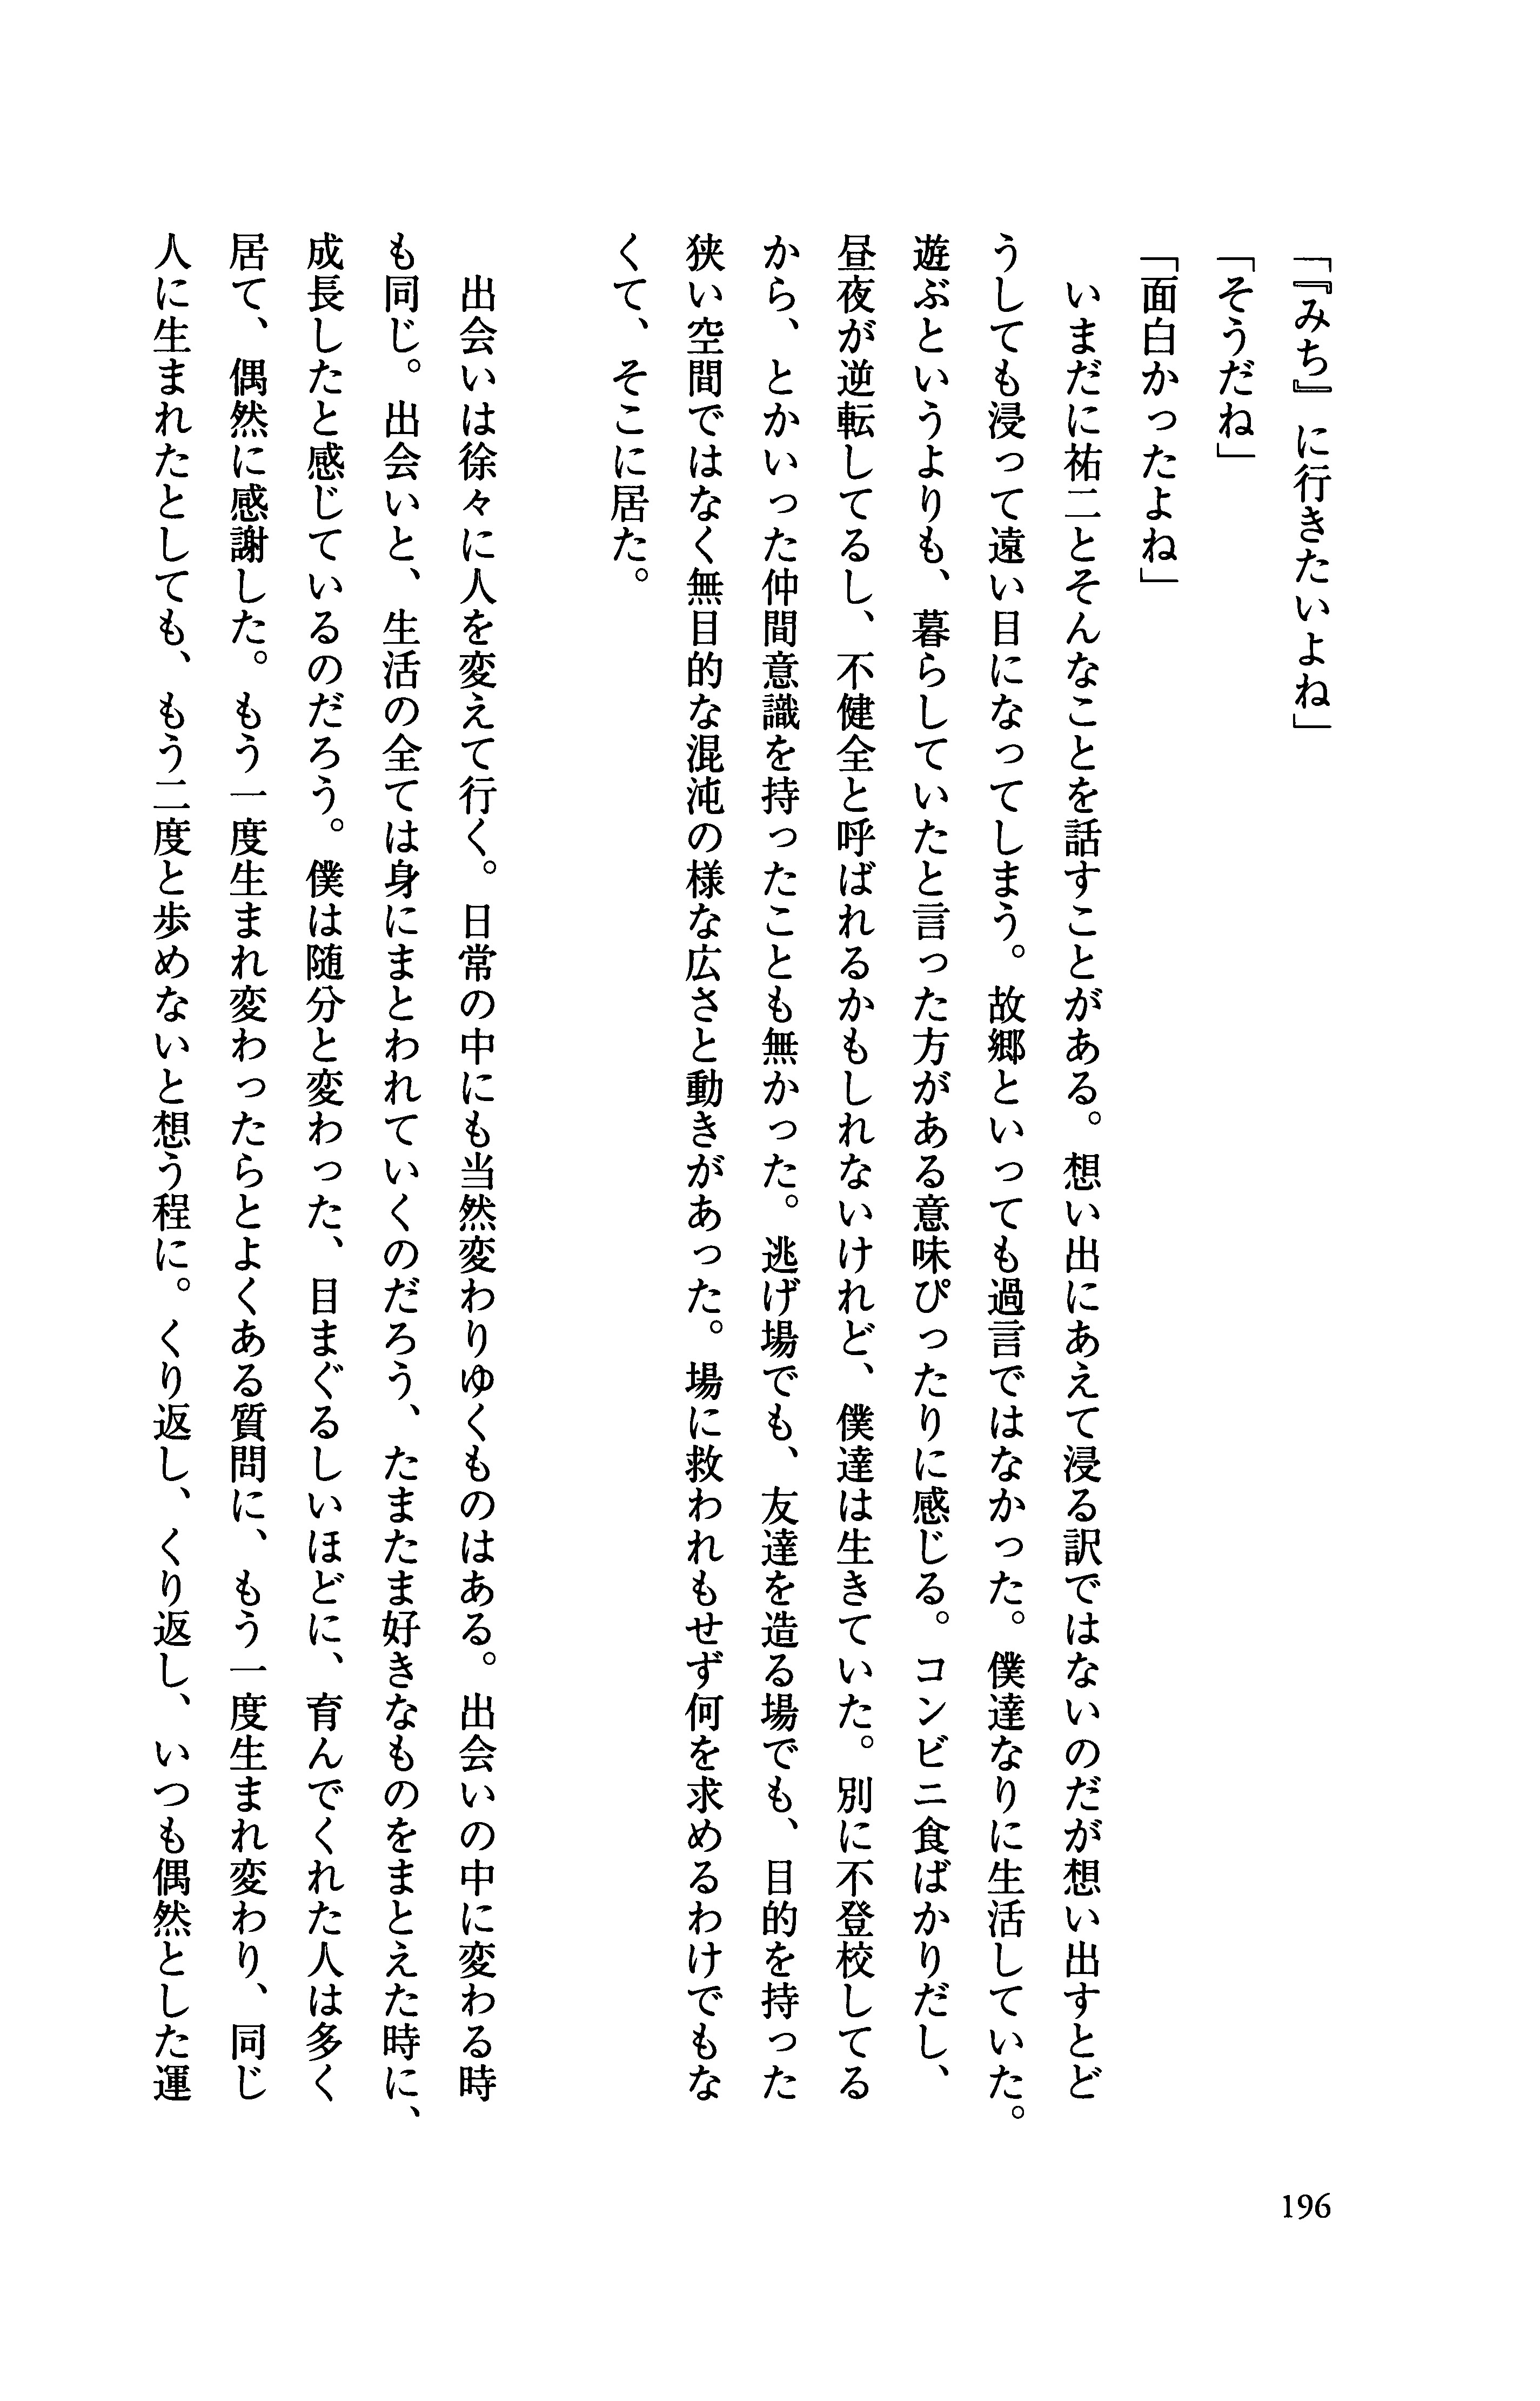 「『みち』に行きたいよね」
「そうだね」
「面白かったよね」
　いまだに祐二とそんなことを話すことがある。想い出にあえて浸る訳ではないのだが想い出すとど
うしても浸って遠い目になってしまう。故郷といっても過言ではなかった。僕達なりに生活していた。
遊ぶというよりも、暮らしていたと言った方がある意味ぴったりに感じる。コンビニ食ばかりだし、
昼夜が逆転してるし、不健全と呼ばれるかもしれないけれど、僕達は生きていた。別に不登校してる
から、とかいった仲間意識を持ったことも無かった。逃げ場でも、友達を造る場でも、目的を持った
狭い空間ではなく無目的な混沌の様な広さと動きがあった。場に救われもせず何を求めるわけでもな
くて、そこに居た。
　出会いは徐々に人を変えて行く。日常の中にも当然変わりゆくものはある。出会いの中に変わる時
も同じ。出会いと、生活の全ては身にまとわれていくのだろう、たまたま好きなものをまとえた時に、
成長したと感じているのだろう。僕は随分と変わった、目まぐるしいほどに、育んでくれた人は多く
居て、偶然に感謝した。もう一度生まれ変わったらとよくある質問に、もう一度生まれ変わり、同じ
人に生まれたとしても、もう二度と歩めないと想う程に。くり返し、くり返し、いつも偶然とした運
196